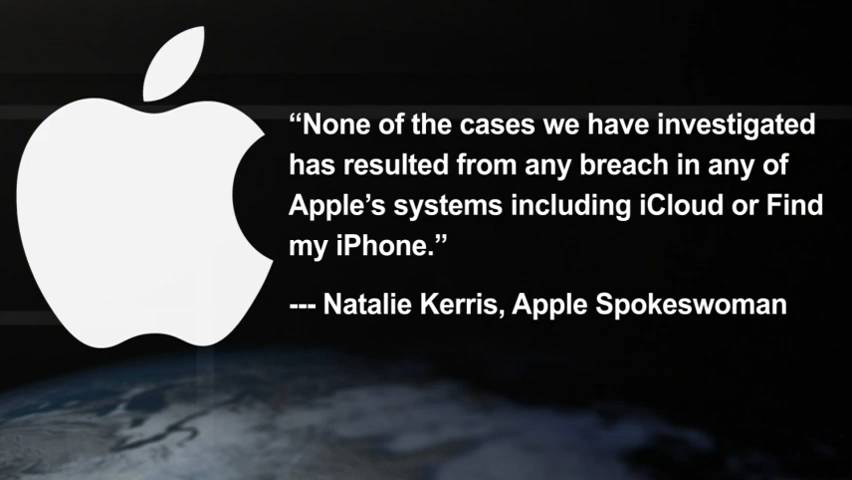 “None of the cases we have investigated
has resulted from any breach in any of
Apple’s systems including iCloud or Find
my iPhone.”
--- Natalie Kerris, Apple Spokeswoman